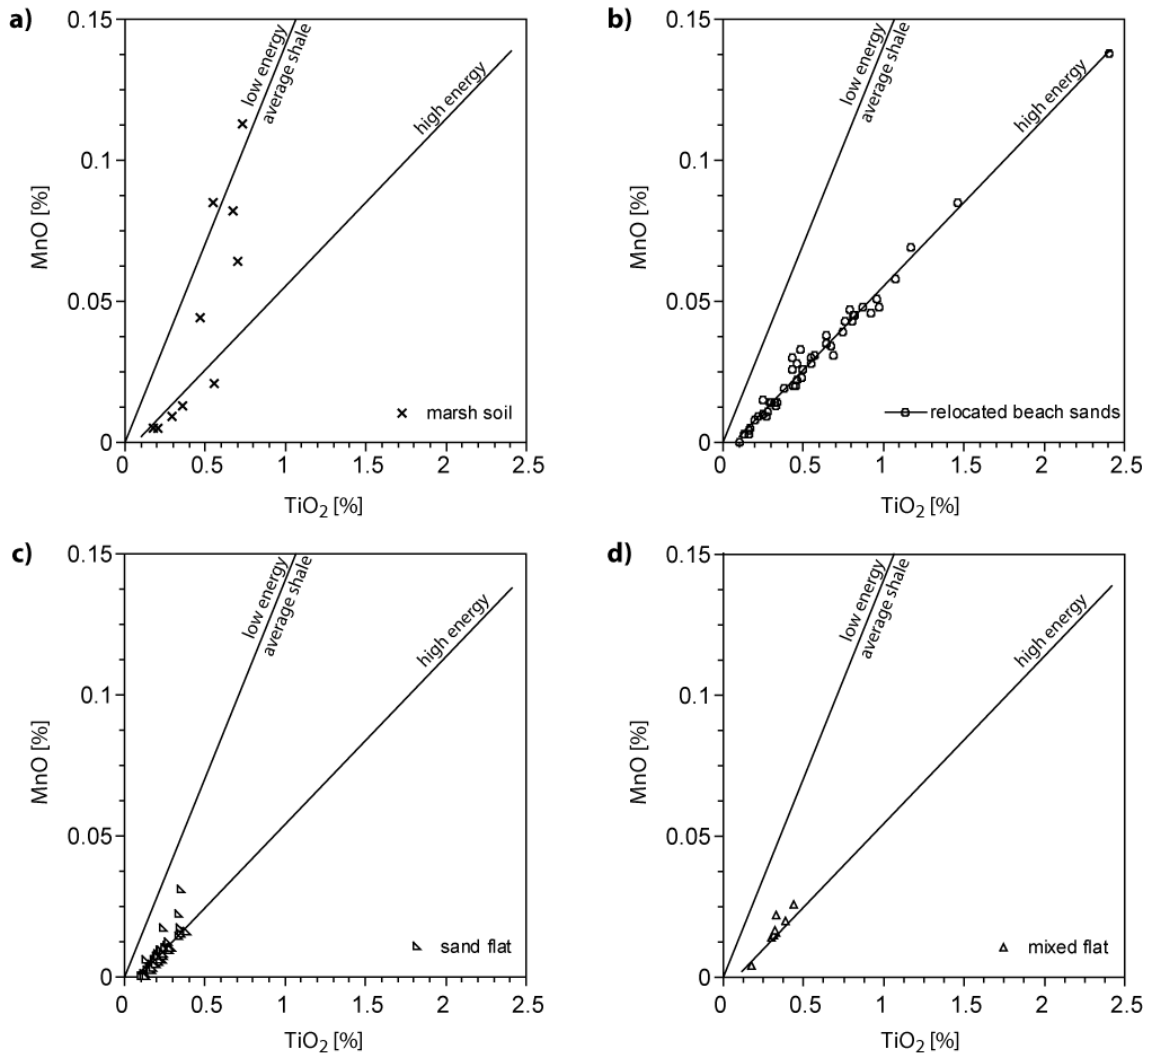 a)
0.15
0.1
0.05
0
MnO [%]
low energy
average shale
high energy
marsh soil
0 0.5 1 1.5 2 2.5
TiO2 [%]
b)
0.15
0.1
0.05
0
MnO [%]
low energy
average shale
high energy
relocated beach sands
0 0.5 1 1.5 2 2.5
TiO2 [%]
c)
0.15
0.1
0.05
0
MnO [%]
low energy
average shale
high energy
sand flat
0 0.5 1 1.5 2 2.5
TiO2 [%]
d)
0.15
0.1
0.05
0
MnO [%]
low energy
average shale
high energy
mixed flat
0 0.5 1 1.5 2 2.5
TiO2 [%]